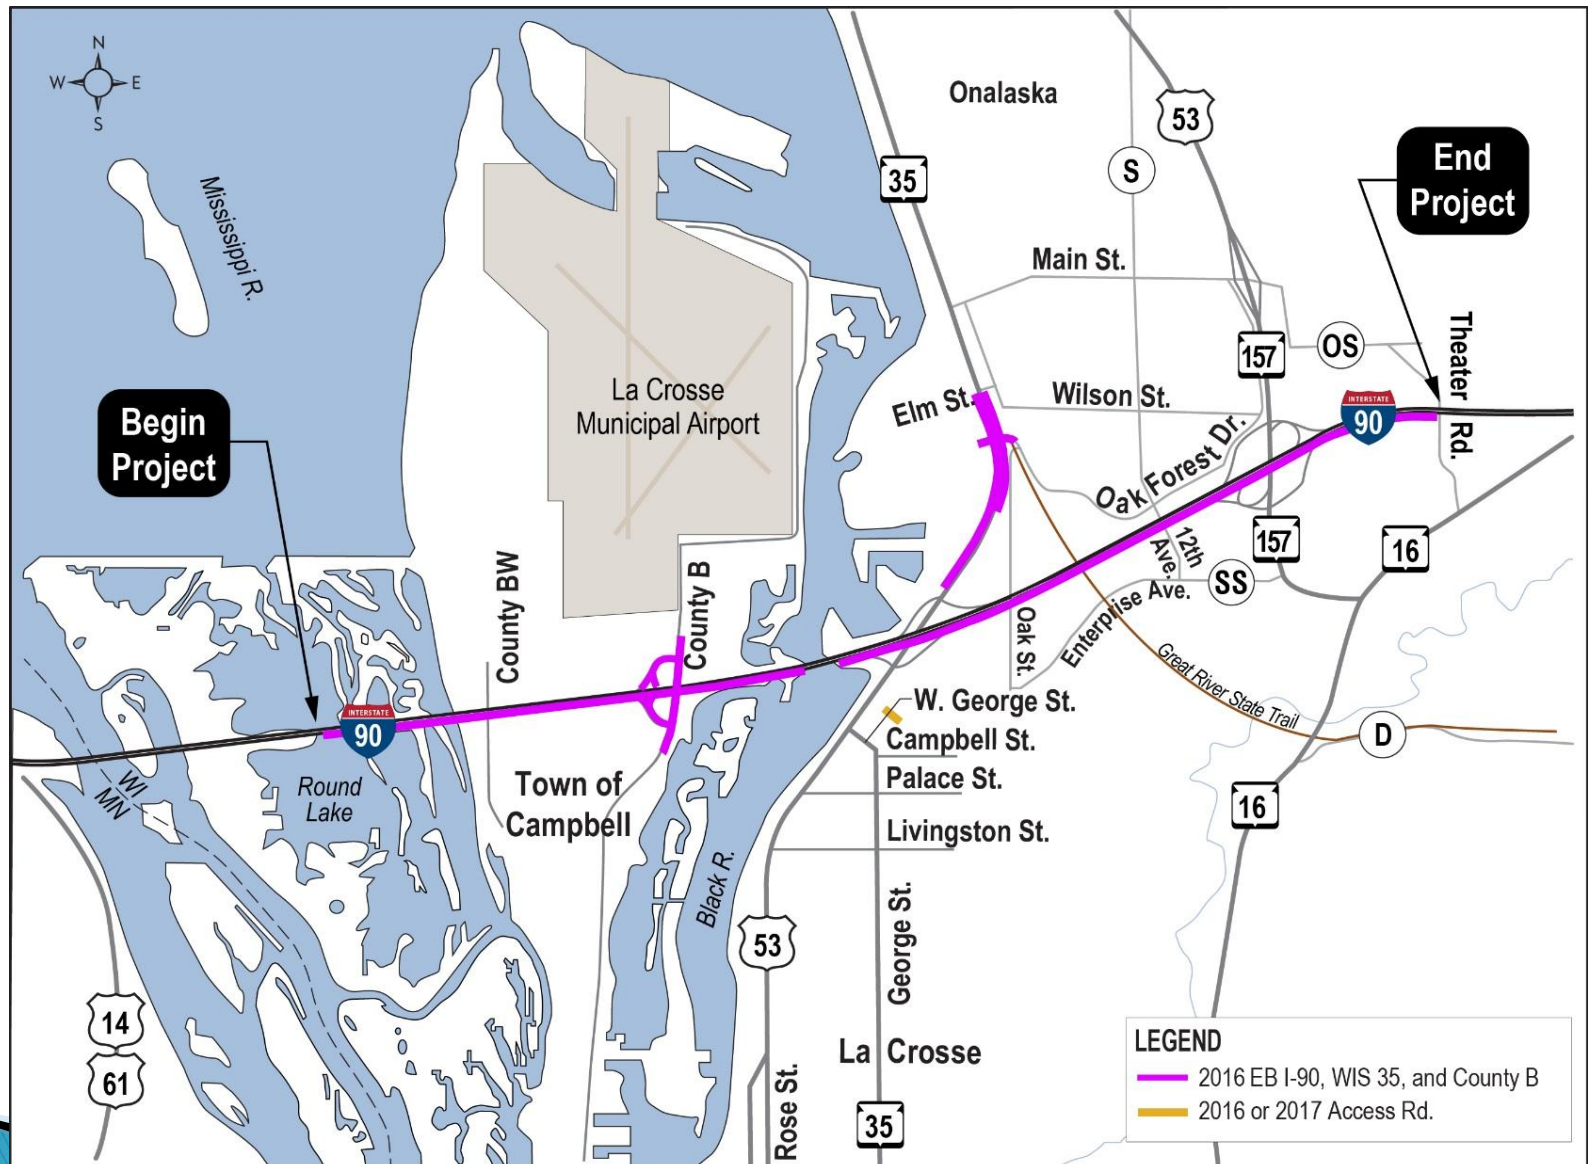 N
W E
S
Onalaska
53
35
S
End
Project
Mississippi R.
Main St.
157
OS
Theater Rd.
La Crosse
Municipal Airport
Begin
Project
Elm St.
Wilson St.
INTERSTATE
90
Oak Forest Dr.
12th
Ave.
157
16
SS
Enterprise Ave.
County BW
County B
Oak St.
Great River State Trail
INTERSTATE
90
W. George St.
Campbell St.
D
WI
MN
Round
Lake
Town of
Campbell
Palace St.
16
Livingston St.
Black R.
George St.
53
14
61
La Crosse
Rose St.
35
LEGEND
2016 EB I-90, WIS 35, and County B
2016 or 2017 Access Rd.